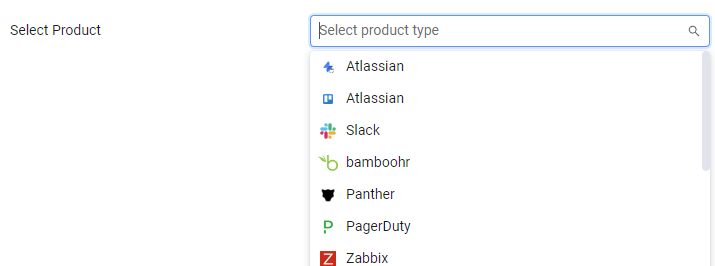 Select Product
Select product type
Atlassian
Atlassian
Slack
bamboohr
Panther
PagerDuty
Zabbix